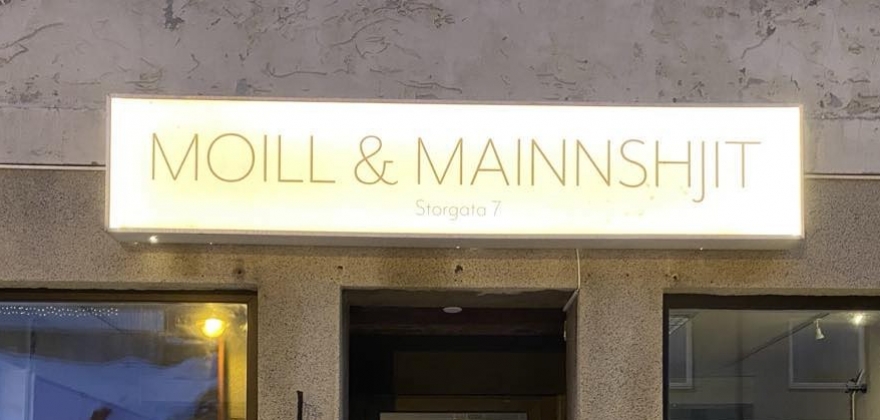 MOILL & MAINNSHJIT
Storgata 7